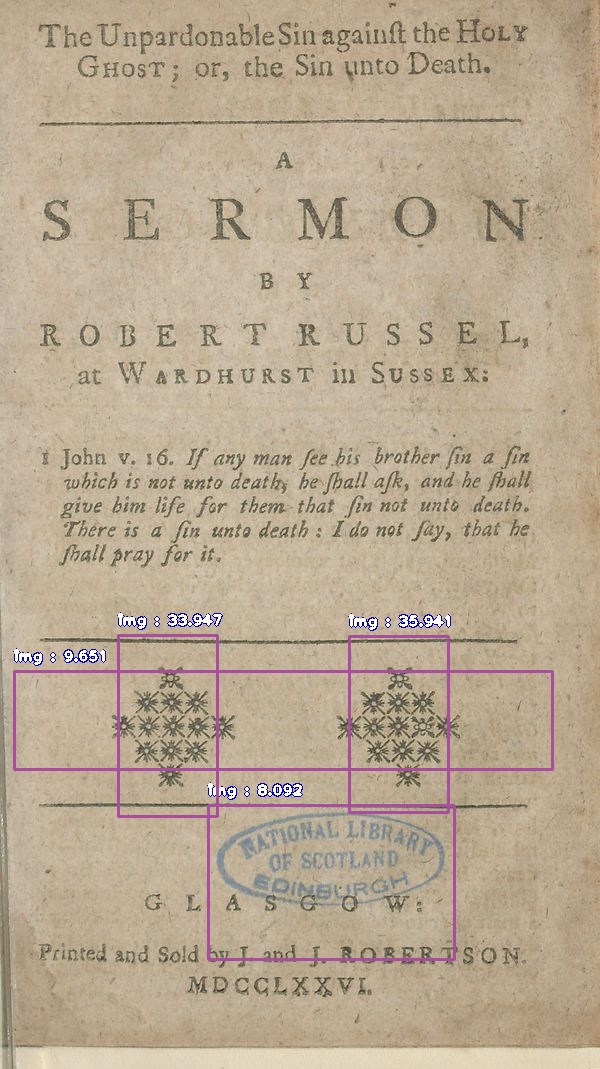 The Unpardonable Sin againſt the HOLY
GHOST; or, the Sin unto Death.
A
SERMON
BY
ROBERT RUSSEL,
at WARDHURST in SUSSEX:
1 John v. 16. If any man ſee his brother ſin a ſin
which is not unto death, he ſhall aſk, and he ſhall
give him life for them that ſin not unto death.
There is a ſin unto death: I do not ſay, that he
ſhall pray for it.
img : 33.947
img : 35.941
img : 9.651
img : 8.092
NATIONAL LIBRARY
OF SCOTLAND
EDINBURGH
GLASGOW:
Printed and Sold by J. and J. ROBERTSON.
MDCCLXXVI.